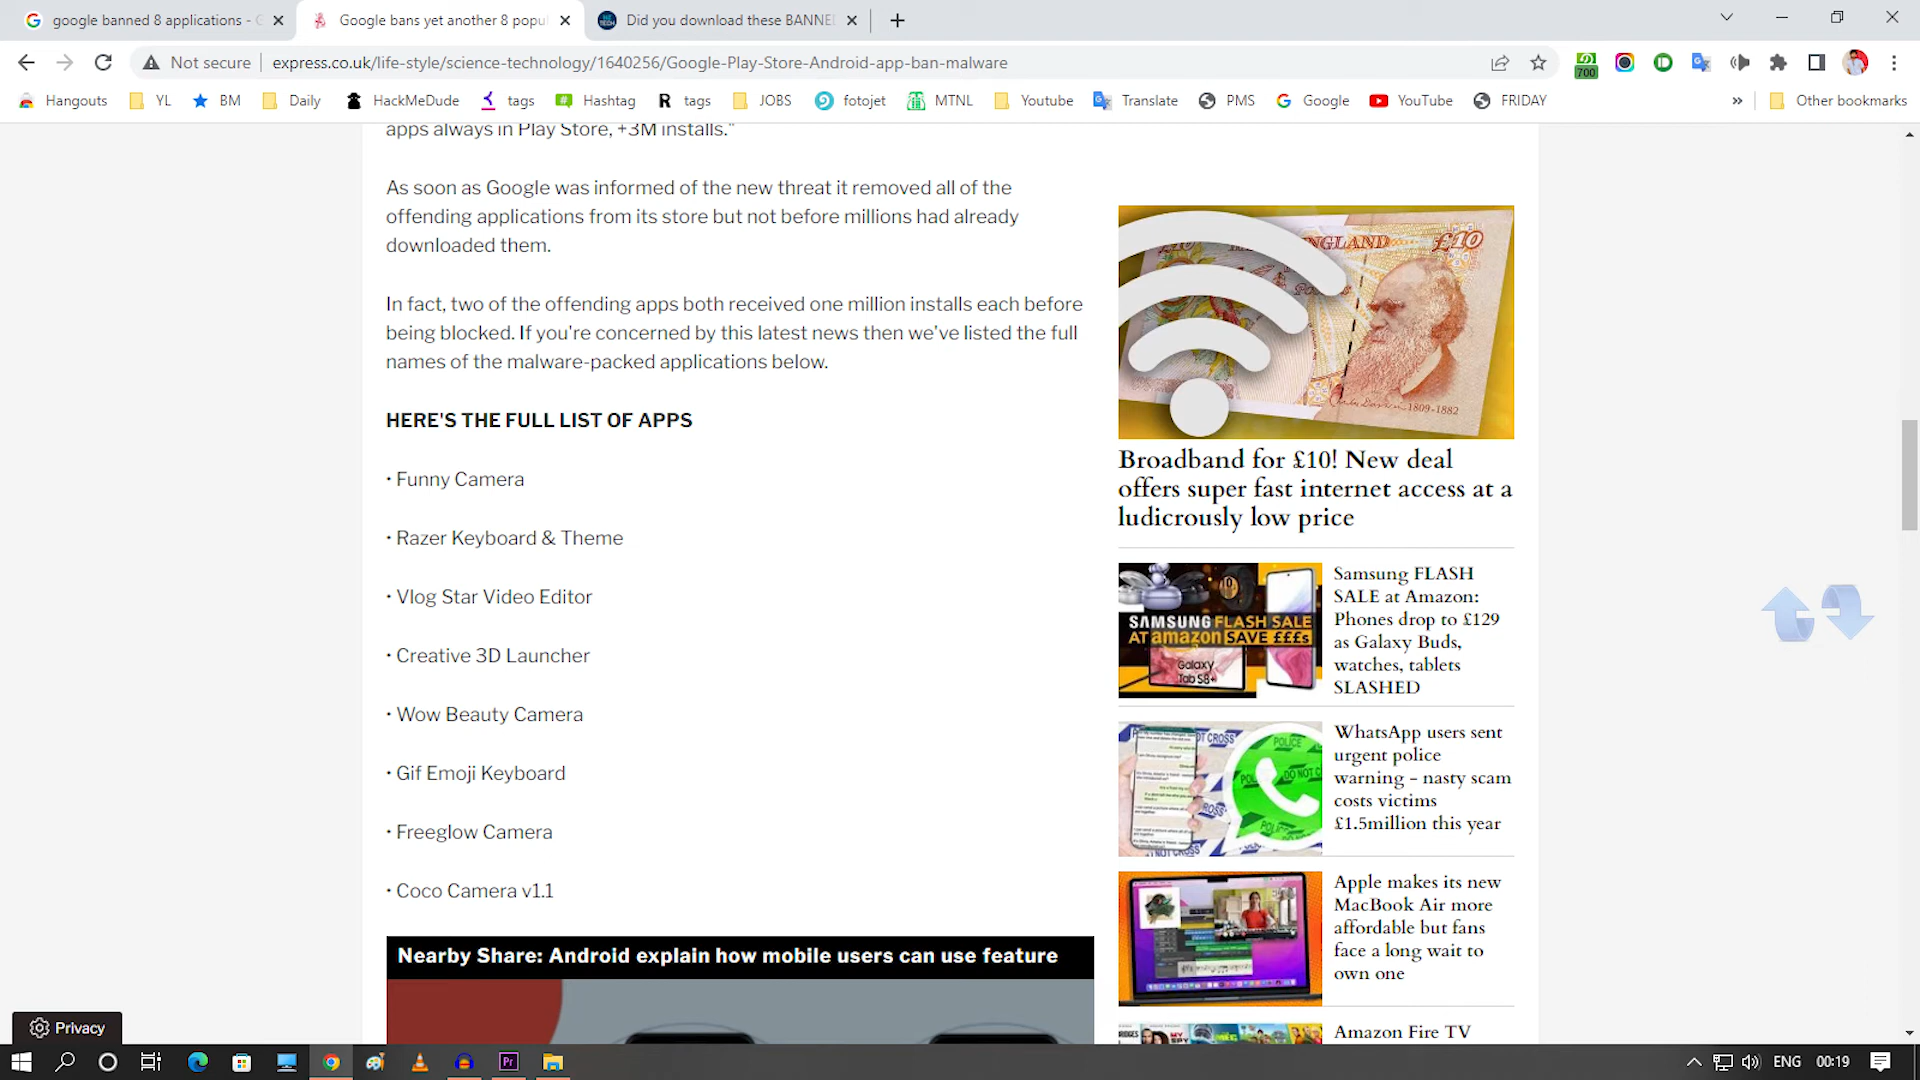 google banned 8 applications - G
Google bans yet another 8 popu
Did you download these BANNE
Not secure
express.co.uk/life-style/science-technology/1640256/Google-Play-Store-Android-app-ban-malware
700
Hangouts
YL
BM
Daily
HackMeDude
tags
Hashtag
tags
JOBS
fotojet
MTNL
Youtube
Translate
PMS
Google
YouTube
FRIDAY
Other bookmarks
apps always in Play Store, +3M installs."
As soon as Google was informed of the new threat it removed all of the
offending applications from its store but not before millions had already
downloaded them.
In fact, two of the offending apps both received one million installs each before
being blocked. If you're concerned by this latest news then we've listed the full
names of the malware-packed applications below.
HERE'S THE FULL LIST OF APPS
• Funny Camera
• Razer Keyboard & Theme
• Vlog Star Video Editor
• Creative 3D Launcher
• Wow Beauty Camera
• Gif Emoji Keyboard
• Freeglow Camera
• Coco Camera v1.1
Nearby Share: Android explain how mobile users can use feature
£10
1809-1882
Broadband for £10! New deal
offers super fast internet access at a
ludicrously low price
SAMSUNG FLASH SALE
AT amazon SAVE £££s
Galaxy
Tab S8+
Samsung FLASH
SALE at Amazon:
Phones drop to £129
as Galaxy Buds,
watches, tablets
SLASHED
WhatsApp users sent
urgent police
warning - nasty scam
costs victims
£1.5million this year
Apple makes its new
MacBook Air more
affordable but fans
face a long wait to
own one
Amazon Fire TV
Privacy
Pr
ENG
00:19